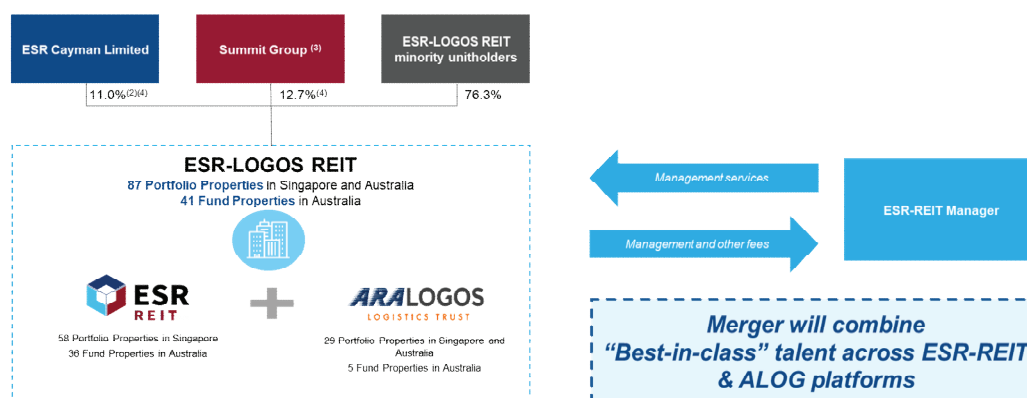 ESR Cayman Limited
Summit Group (3)
ESR-LOGOS REIT
minority unitholders
11.0%(2)(4)
12.7%(4)
76.3%
ESR-LOGOS REIT
87 Portfolio Properties in Singapore and Australia
41 Fund Properties in Australia
ESR
REIT
ARALOGOS
LOGISTICS TRUST
58 Portfolio Properties in Singapore
36 Fund Properties in Australia
29 Portfolio Properties in Singapore and
Australia
5 Fund Properties in Australia
Management services
Management and other fees
ESR-REIT Manager
Merger will combine
“Best-in-class” talent across ESR-REIT
& ALOG platforms